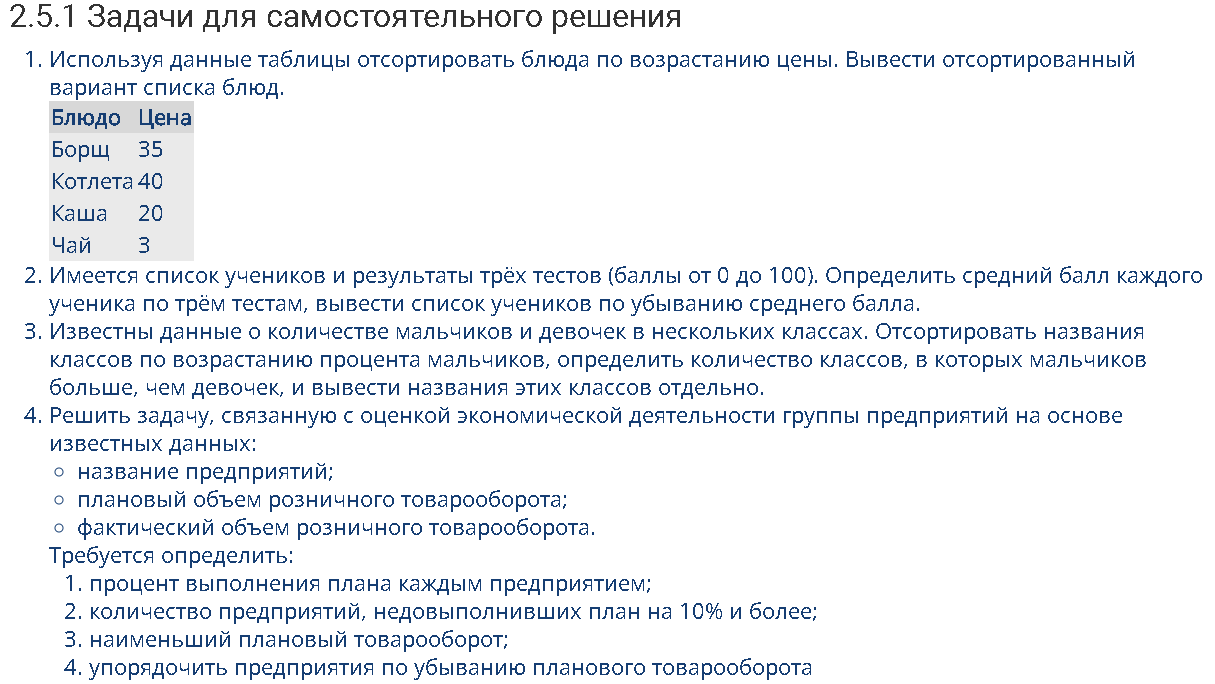 2.5.1 Задачи для самостоятельного решения
1. Используя данные таблицы отсортировать блюда по возрастанию цены. Вывести отсортированный
вариант списка блюд.
Блюдо Цена
Борщ 35
Котлета 40
Каша 20
Чай 3
2. Имеется список учеников и результаты трёх тестов (баллы от 0 до 100). Определить средний балл каждого
ученика по трём тестам, вывести список учеников по убыванию среднего балла.
3. Известны данные о количестве мальчиков и девочек в нескольких классах. Отсортировать названия
классов по возрастанию процента мальчиков, определить количество классов, в которых мальчиков
больше, чем девочек, и вывести названия этих классов отдельно.
4. Решить задачу, связанную с оценкой экономической деятельности группы предприятий на основе
известных данных:
название предприятий;
плановый объем розничного товарооборота;
фактический объем розничного товарооборота.
Требуется определить:
1. процент выполнения плана каждым предприятием;
2. количество предприятий, недовыполнивших план на 10% и более;
3. наименьший плановый товарооборот;
4. упорядочить предприятия по убыванию планового товарооборота